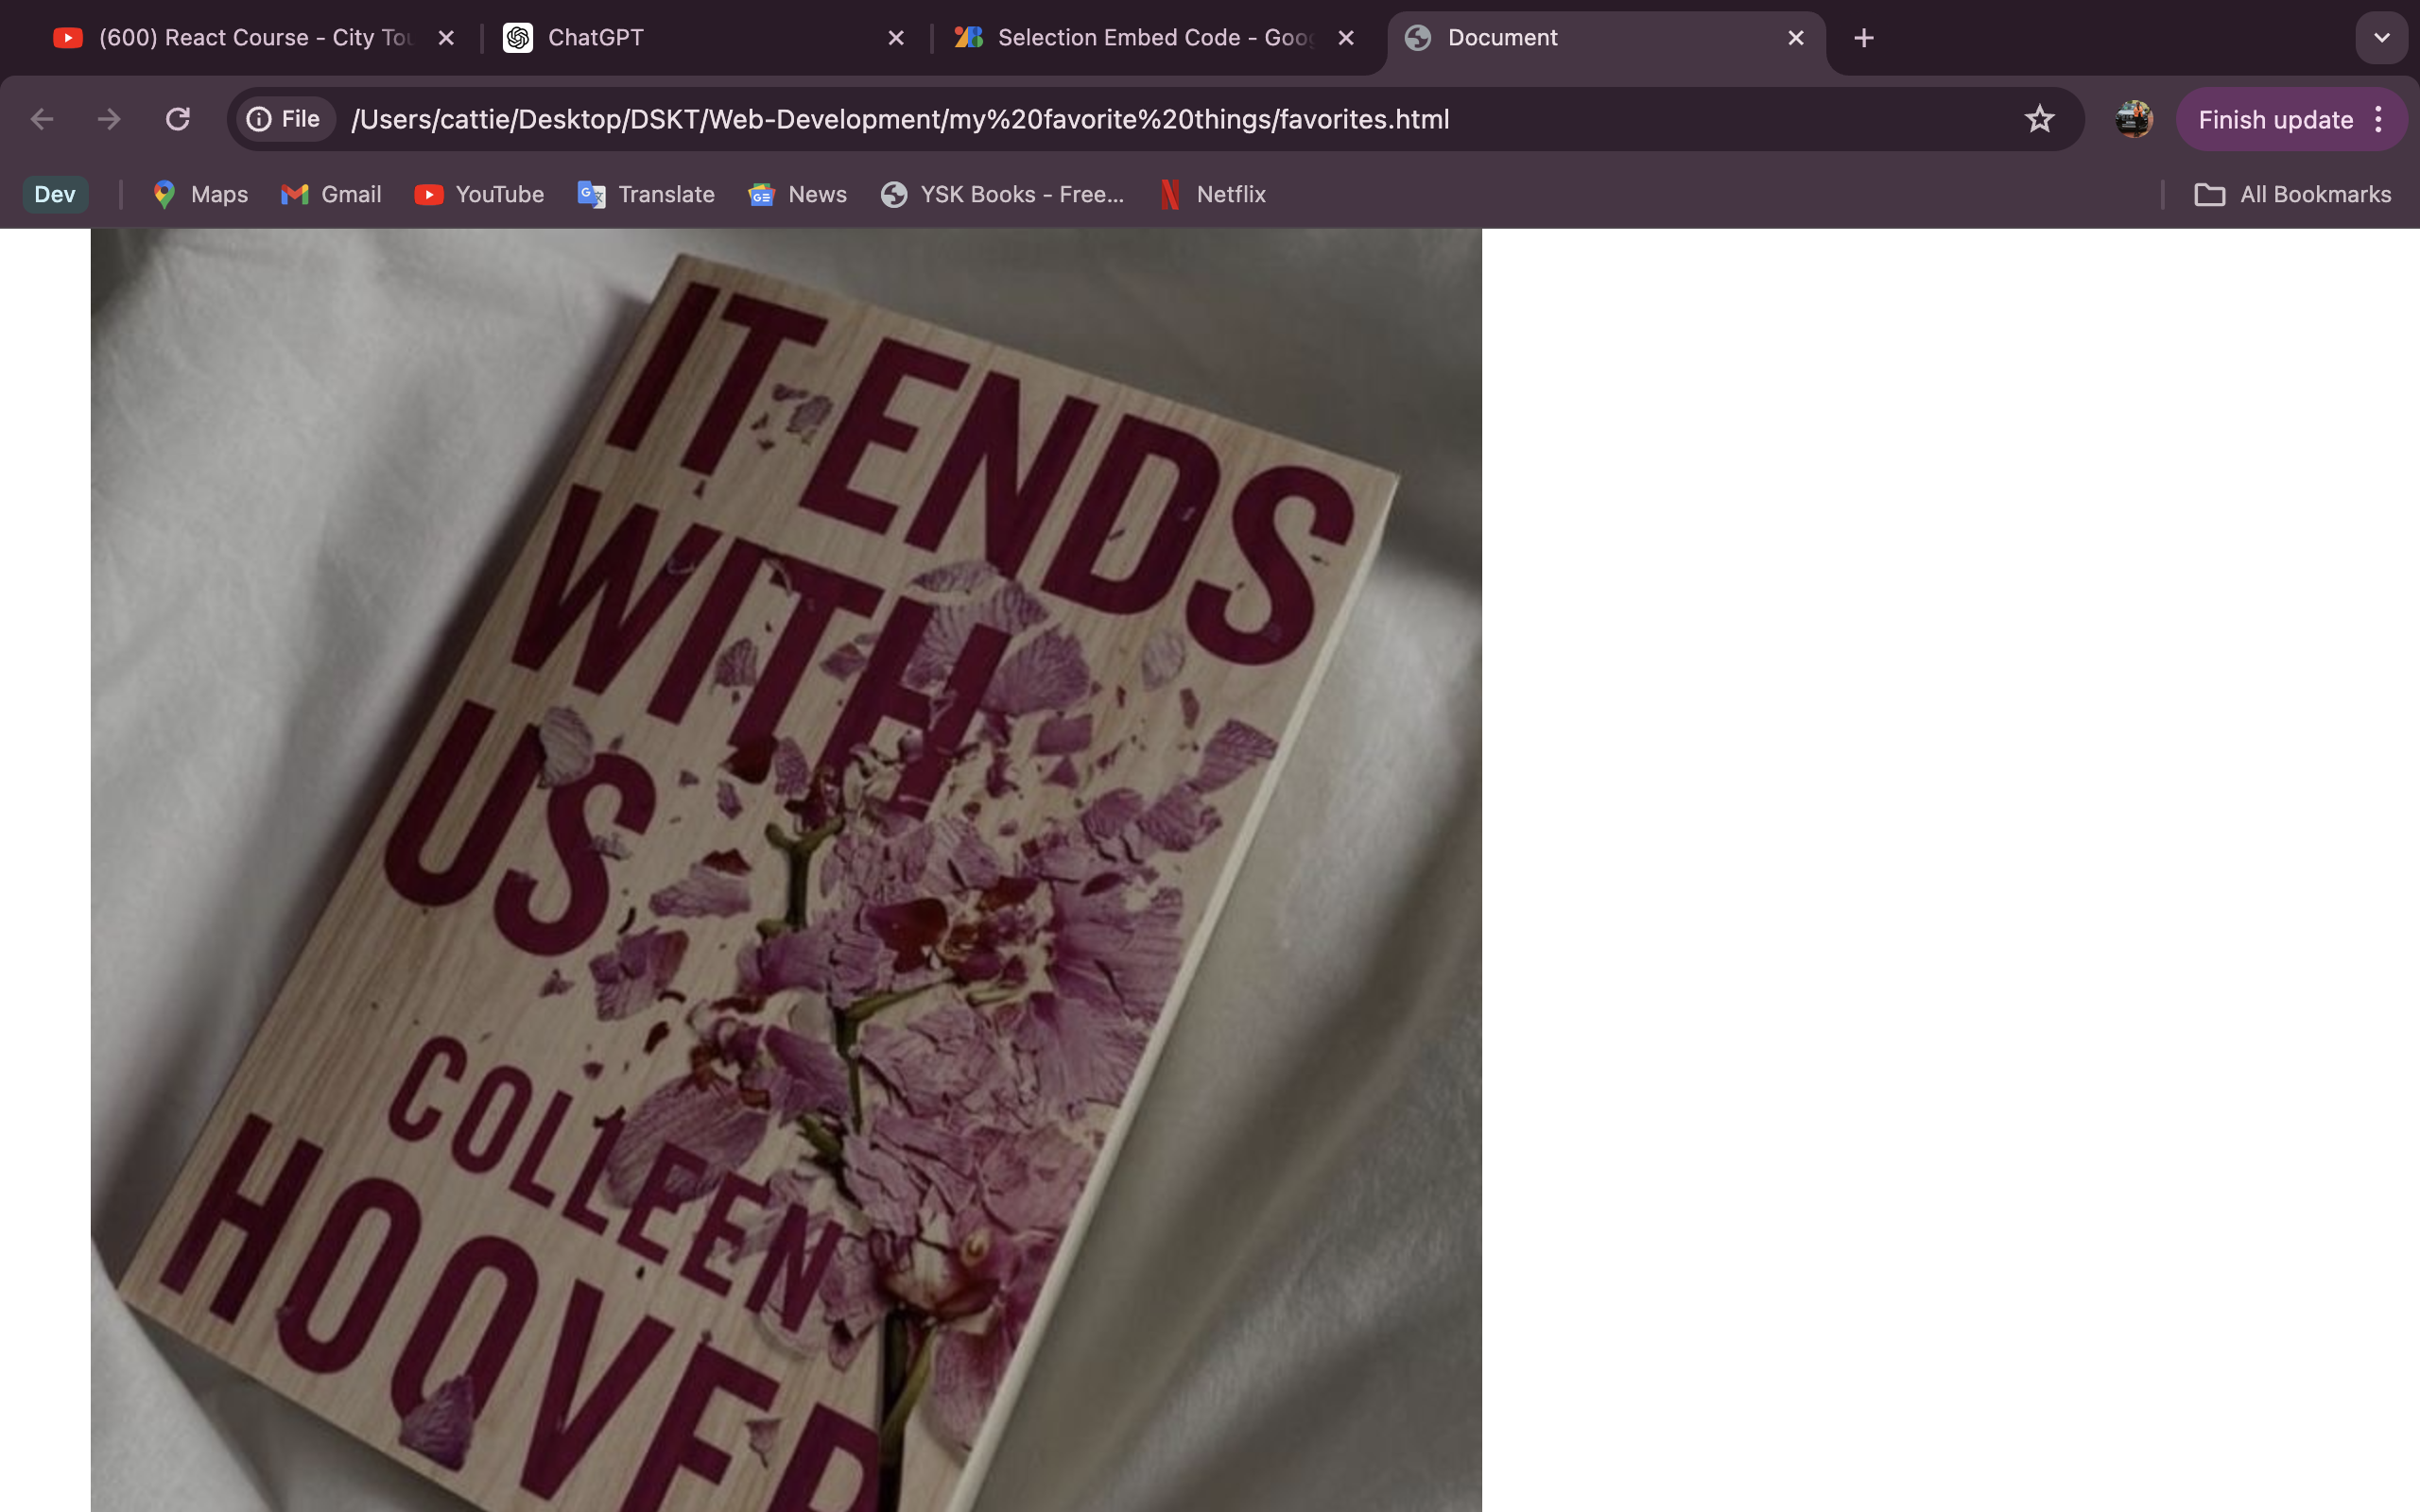 (600) React Course - City Tou
ChatGPT
Selection Embed Code - Goog
Document
File
/Users/cattie/Desktop/DSKT/Web-Development/my%20favorite%20things/favorites.html
Finish update
Dev
Maps
Gmail
YouTube
Translate
News
YSK Books - Free...
Netflix
All Bookmarks
IT ENDS
WITH
US
COLLEEN
HOOVER